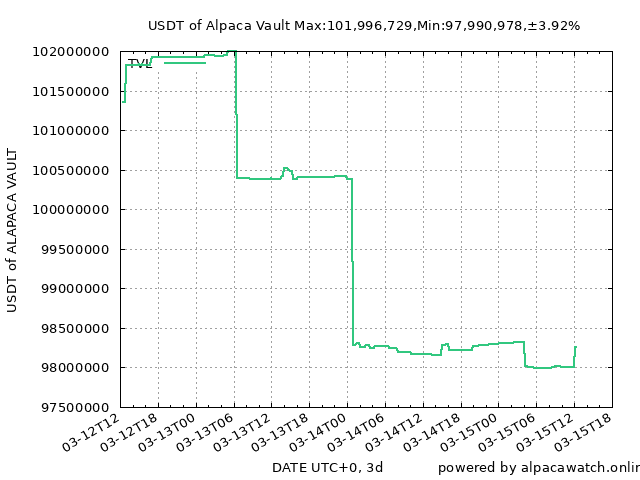 USDT of Alpaca Vault Max:101,996,729,Min:97,990,978,±3.92%
102000000
TVL
101500000
101000000
100500000
100000000
99500000
99000000
98500000
98000000
97500000
USDT of ALAPACA VAULT
03-12T12
03-12T18
03-13T00
03-13T06
03-13T12
03-13T18
03-14T00
03-14T06
03-14T12
03-14T18
03-15T00
03-15T06
03-15T12
03-15T18
DATE UTC+0, 3d
powered by alpacawatch.onlin